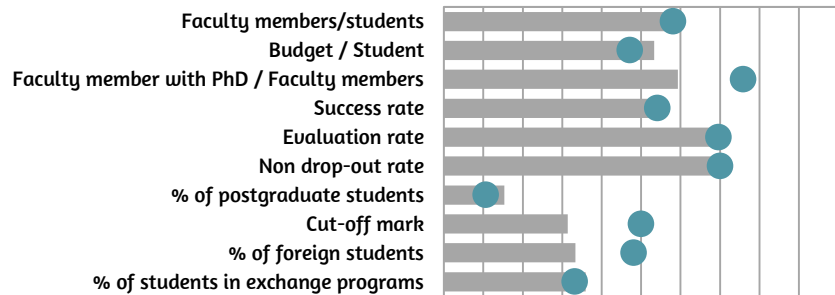 Faculty members/students
Budget / Student
Faculty member with PhD / Faculty members
Success rate
Evaluation rate
Non drop-out rate
% of postgraduate students
Cut-off mark
% of foreign students
% of students in exchange programs